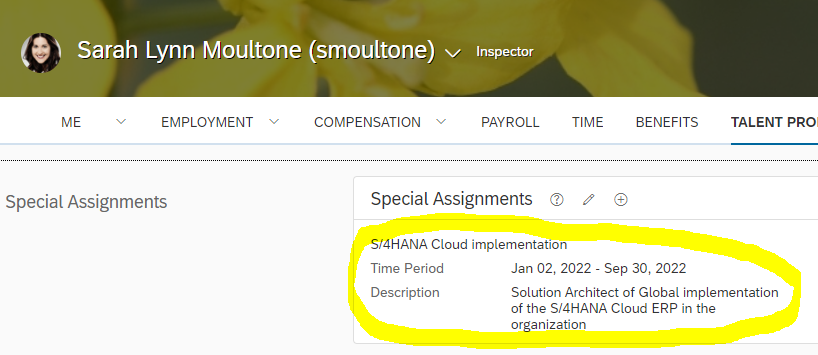 Sarah Lynn Moultone (smoultone) Inspector
ME EMPLOYMENT COMPENSATION PAYROLL TIME BENEFITS TALENT PRO
Special Assignments
Special Assignments
S/4HANA Cloud implementation
Time Period Jan 02, 2022 - Sep 30, 2022
Description Solution Architect of Global implementation
of the S/4HANA Cloud ERP in the
organization